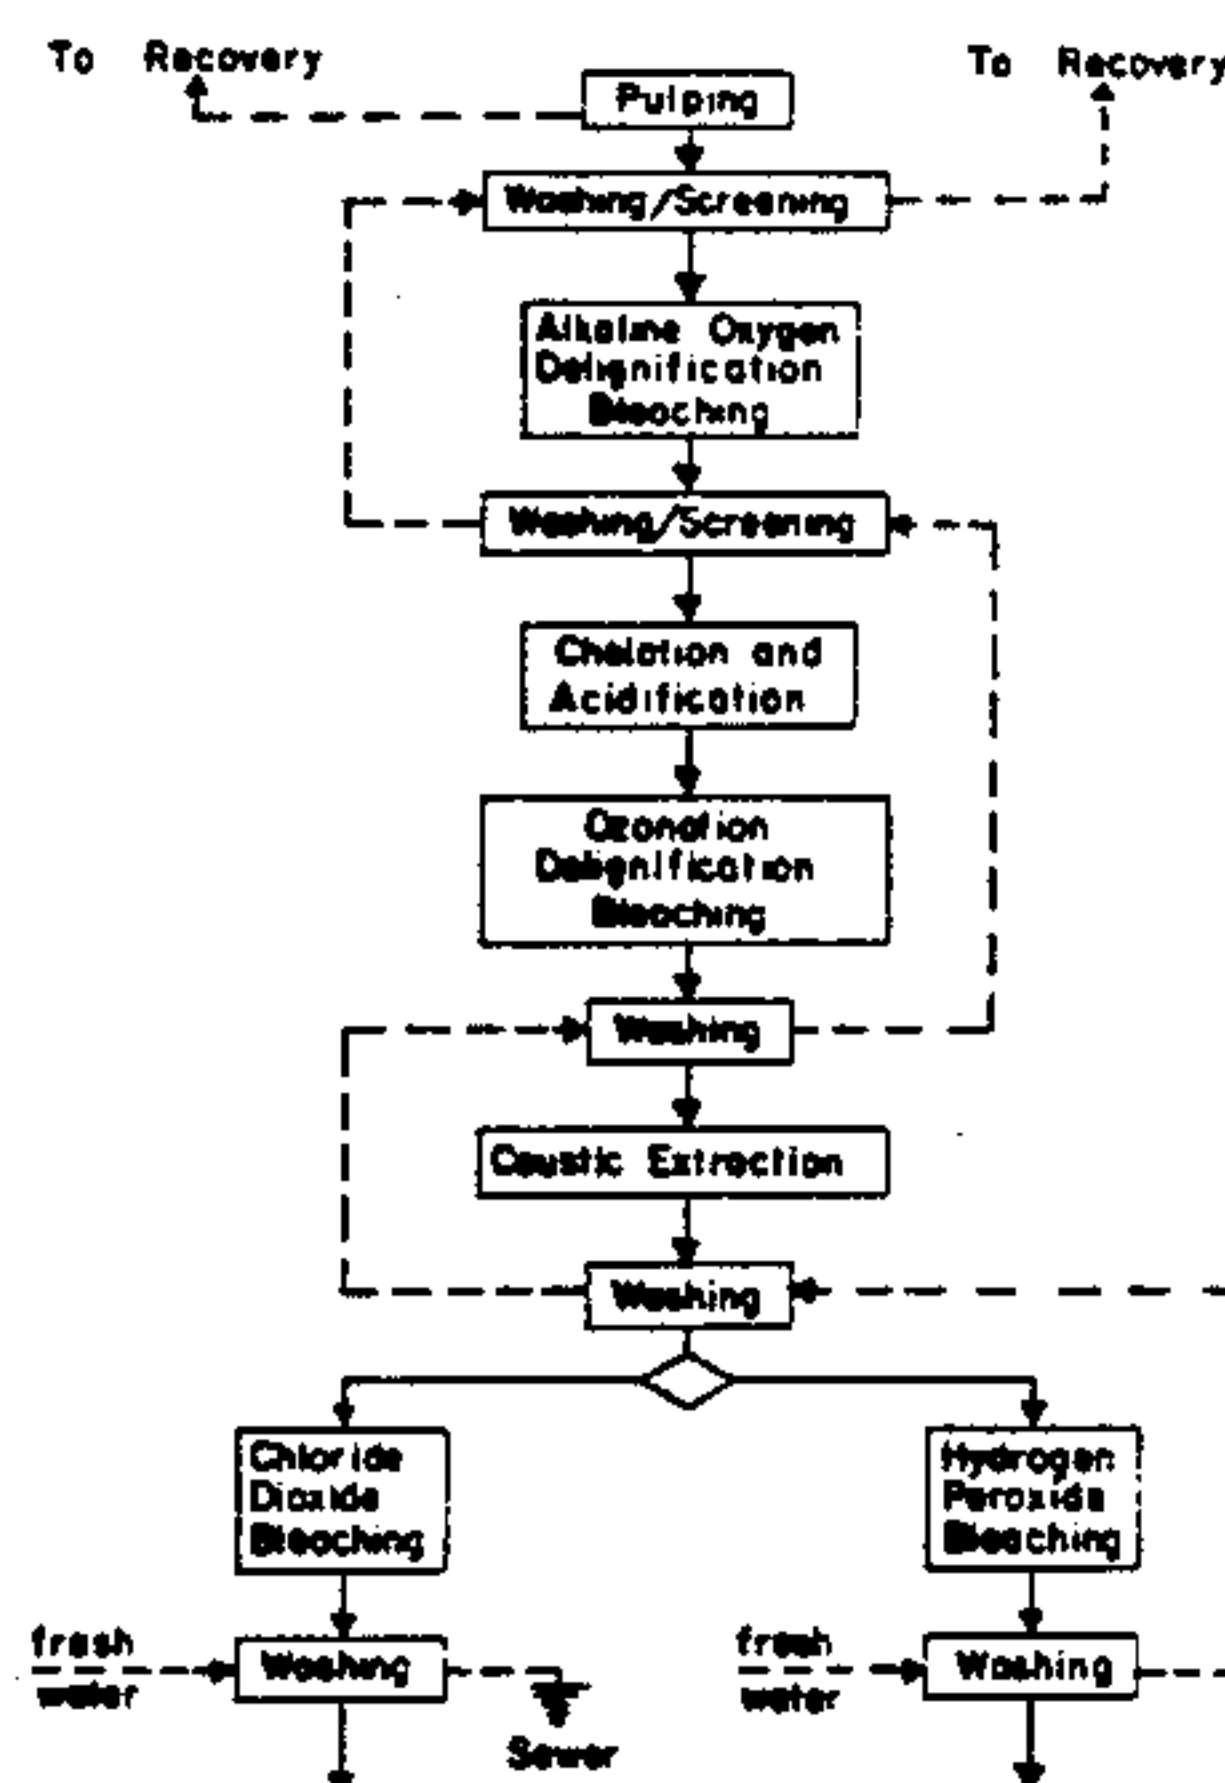 To Recovery
To Recovery
Pulping
Washing/Screening
Alkaline Oxygen
Delignification
Bleaching
Washing/Screening
Chelation and
Acidification
Ozonation
Delignification
Bleaching
Washing
Caustic Extraction
Washing
Chloride
Dioxide
Bleaching
Hydrogen
Peroxide
Bleaching
fresh
water
Washing
Sewer
fresh
water
Washing